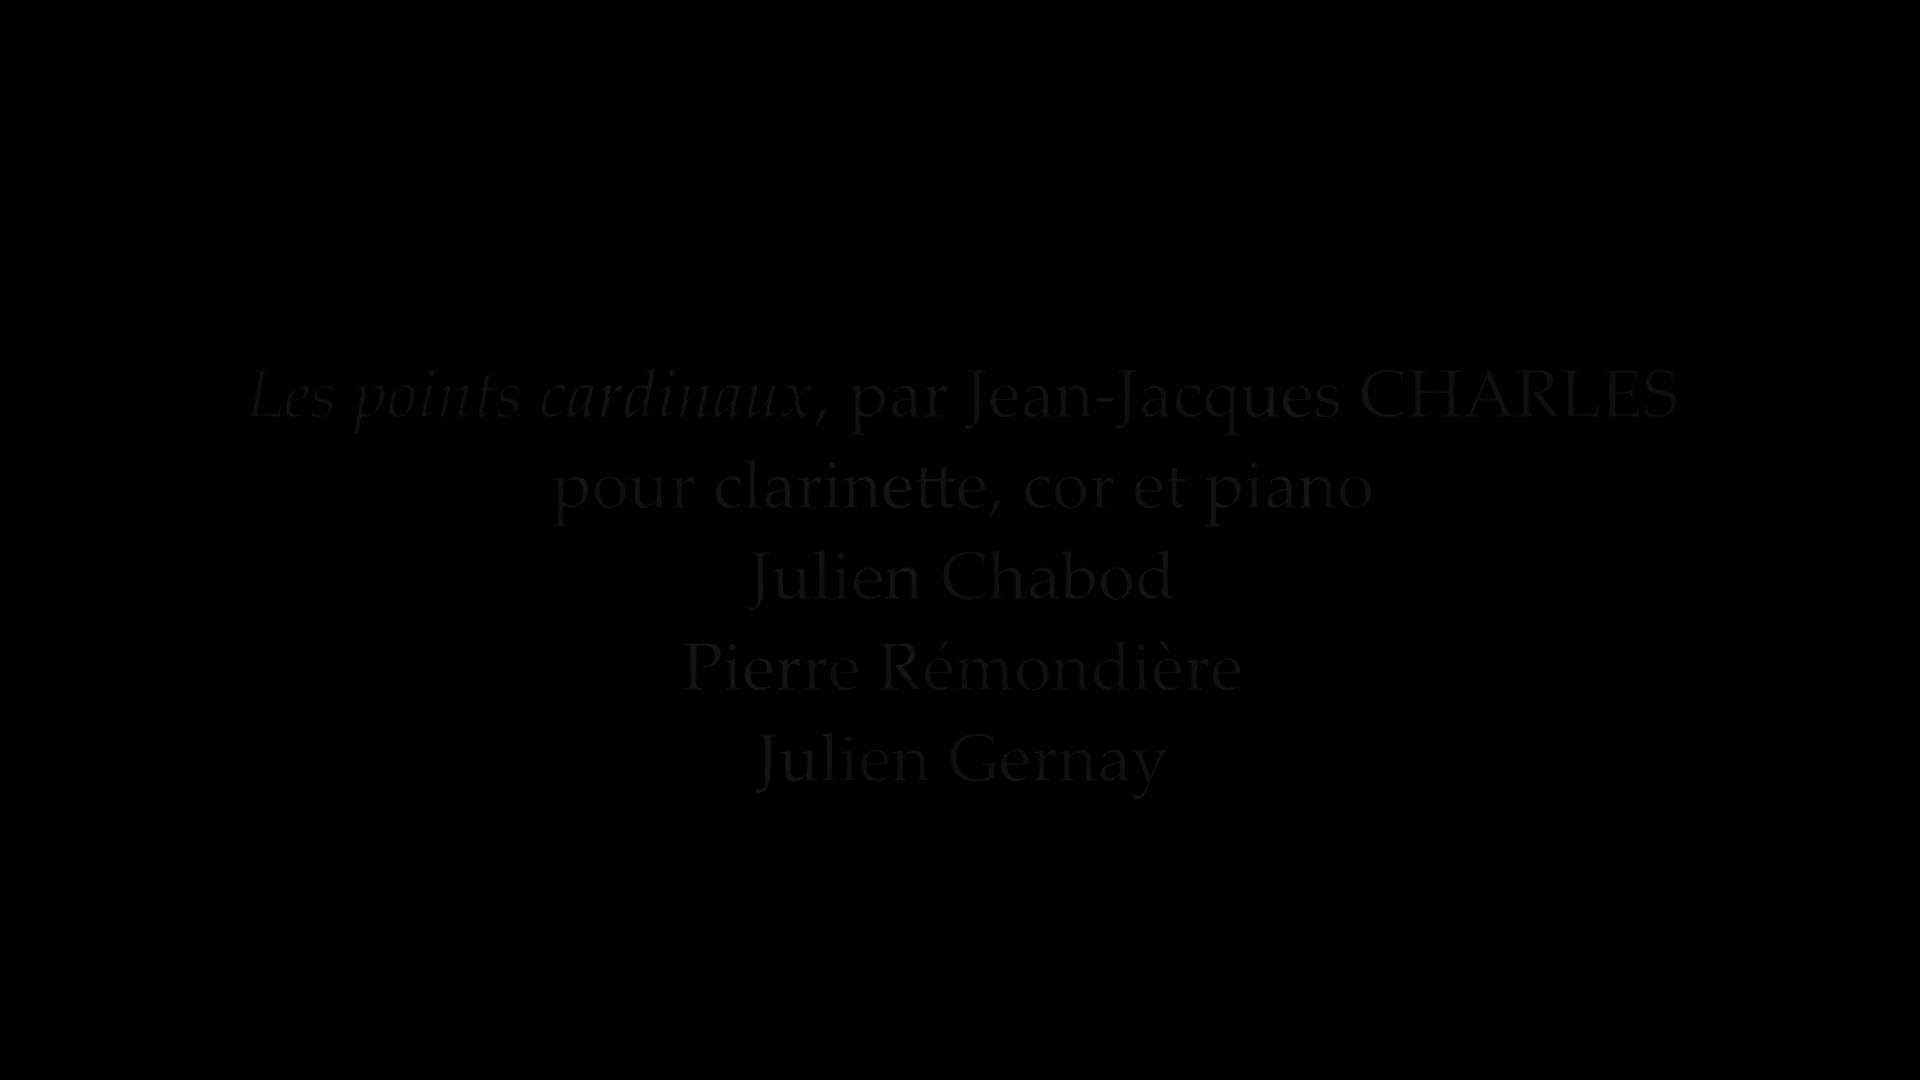 Les points cardinaux, par Jean-Jacques CHARLES
pour clarinette, cor et piano
Julien Chabod
Pierre Rémondière
Julien Gernay